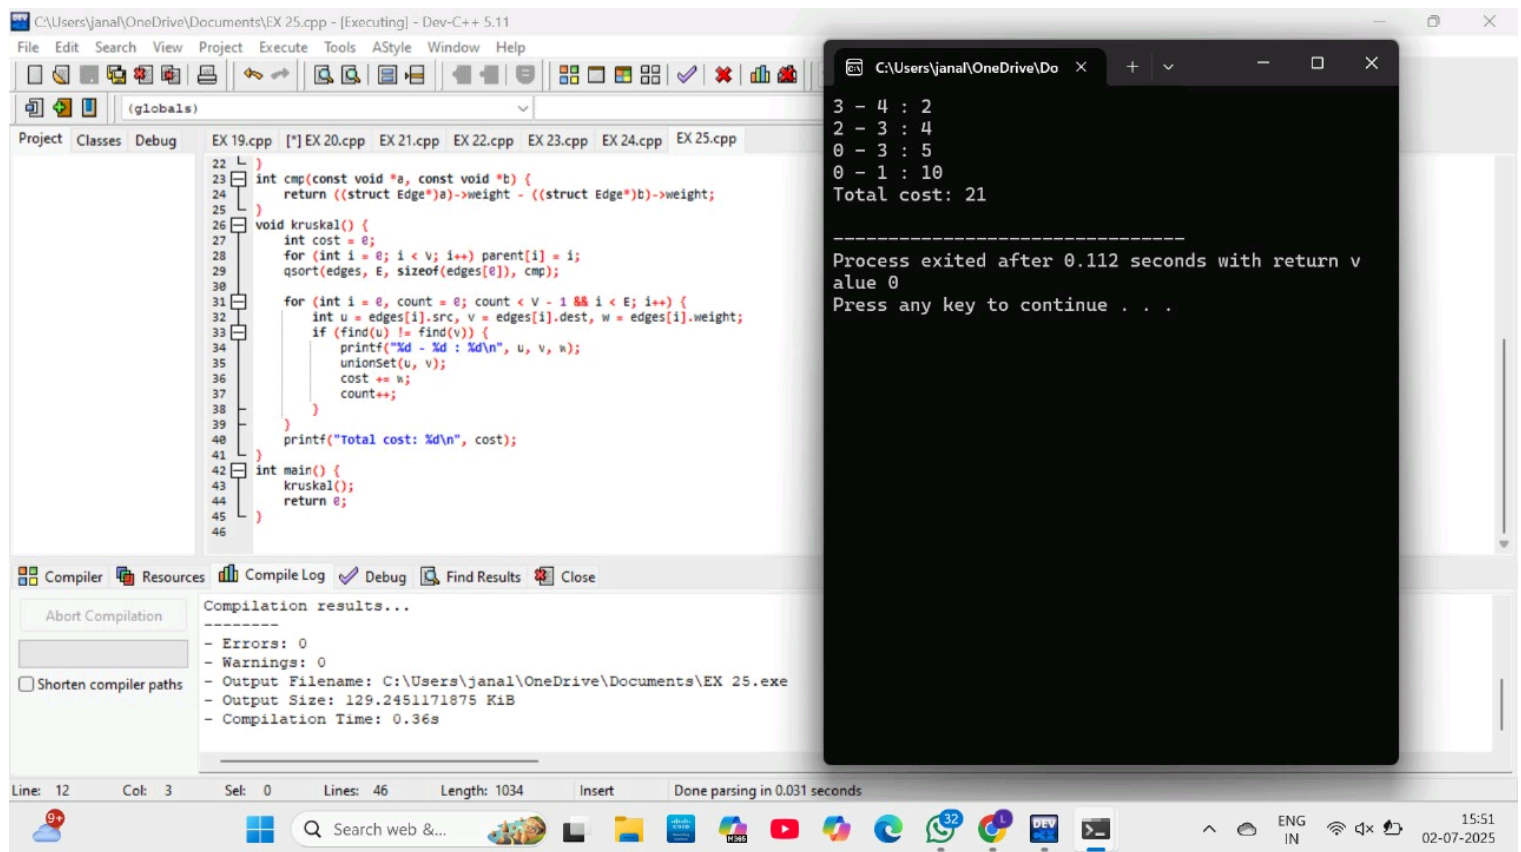 C:\Users\janal\OneDrive\Documents\EX 25.cpp - [Executing] - Dev-C++ 5.11
File Edit Search View Project Execute Tools AStyle Window Help
(globals)
Project Classes Debug
EX 19.cpp [*] EX 20.cpp EX 21.cpp EX 22.cpp EX 23.cpp EX 24.cpp EX 25.cpp
22 }
23 int cmp(const void *a, const void *b) {
24 return ((struct Edge*)a)->weight - ((struct Edge*)b)->weight;
25 }
26 void kruskal() {
27 int cost = 0;
28 for (int i = 0; i < V; i++) parent[i] = i;
29 qsort(edges, E, sizeof(edges[0]), cmp);
30
31 for (int i = 0, count = 0; count < V - 1 && i < E; i++) {
32 int u = edges[i].src, v = edges[i].dest, w = edges[i].weight;
33 if (find(u) != find(v)) {
34 printf("%d - %d : %d\n", u, v, w);
35 unionSet(u, v);
36 cost += w;
37 count++;
38 }
39 }
40 printf("Total cost: %d\n", cost);
41 }
42 int main() {
43 kruskal();
44 return 0;
45 }
46
C:\Users\janal\OneDrive\Do
3 - 4 : 2
2 - 3 : 4
0 - 3 : 5
0 - 1 : 10
Total cost: 21
--------------------------------
Process exited after 0.112 seconds with return v
alue 0
Press any key to continue . . .
Compiler Resources Compile Log Debug Find Results Close
Abort Compilation
Shorten compiler paths
Compilation results...
--------
- Errors: 0
- Warnings: 0
- Output Filename: C:\Users\janal\OneDrive\Documents\EX 25.exe
- Output Size: 129.2451171875 KiB
- Compilation Time: 0.36s
Line: 12 Col: 3 Sel: 0 Lines: 46 Length: 1034 Insert Done parsing in 0.031 seconds
9+
Search web &...
M365
32
L
DEV
ENG
IN
15:51
02-07-2025